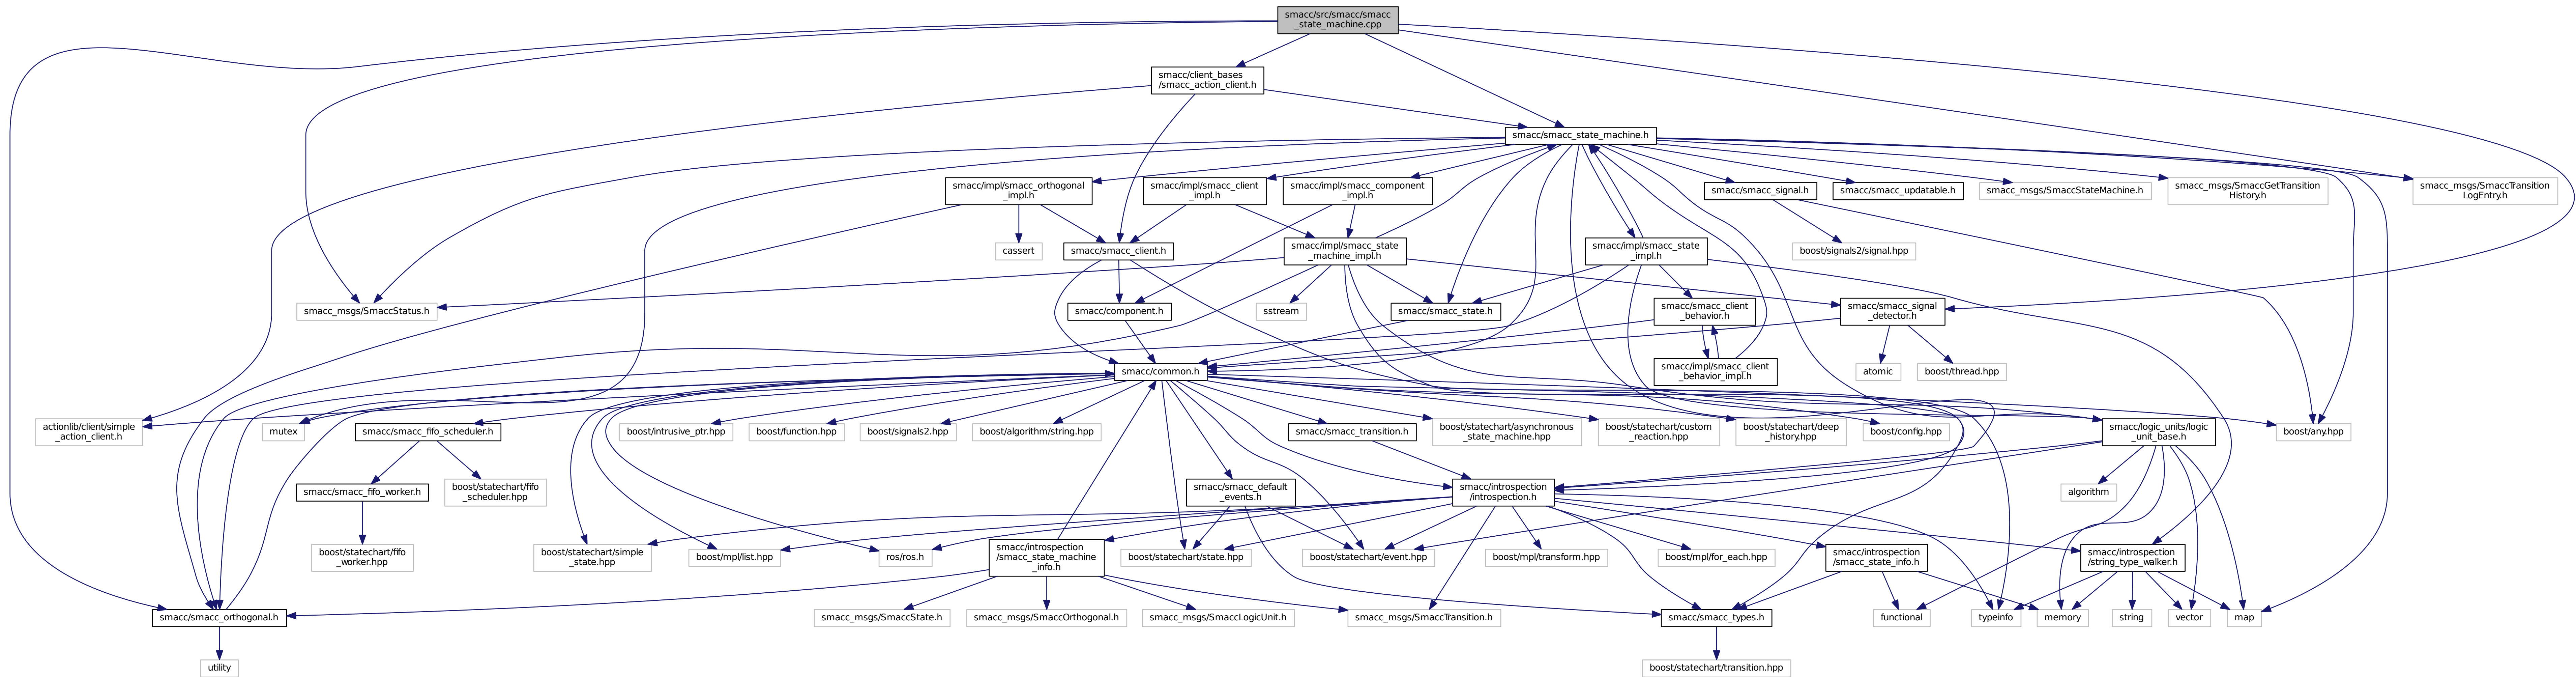 smacc/src/smacc/smacc
_state_machine.cpp
smacc/client_bases
/smacc_action_client.h
smacc/smacc_state_machine.h
smacc/impl/smacc_orthogonal
_impl.h
smacc/impl/smacc_client
_impl.h
smacc/impl/smacc_component
_impl.h
smacc/smacc_signal.h
smacc/smacc_updatable.h
smacc_msgs/SmaccStateMachine.h
smacc_msgs/SmaccGetTransition
History.h
smacc_msgs/SmaccTransition
LogEntry.h
cassert
smacc/smacc_client.h
smacc/impl/smacc_state
_machine_impl.h
smacc/impl/smacc_state
_impl.h
boost/signals2/signal.hpp
smacc_msgs/SmaccStatus.h
smacc/component.h
sstream
smacc/smacc_state.h
smacc/smacc_client
_behavior.h
smacc/smacc_signal
_detector.h
smacc/common.h
smacc/impl/smacc_client
_behavior_impl.h
atomic
boost/thread.hpp
actionlib/client/simple
_action_client.h
mutex
smacc/smacc_fifo_scheduler.h
boost/intrusive_ptr.hpp
boost/function.hpp
boost/signals2.hpp
boost/algorithm/string.hpp
smacc/smacc_transition.h
boost/statechart/asynchronous
_state_machine.hpp
boost/statechart/custom
_reaction.hpp
boost/statechart/deep
_history.hpp
boost/config.hpp
smacc/logic_units/logic
_unit_base.h
boost/any.hpp
smacc/smacc_fifo_worker.h
boost/statechart/fifo
_scheduler.hpp
smacc/smacc_default
_events.h
smacc/introspection
/introspection.h
algorithm
boost/statechart/fifo
_worker.hpp
boost/statechart/simple
_state.hpp
boost/mpl/list.hpp
ros/ros.h
smacc/introspection
/smacc_state_machine
_info.h
boost/statechart/state.hpp
boost/statechart/event.hpp
boost/mpl/transform.hpp
boost/mpl/for_each.hpp
smacc/introspection
/smacc_state_info.h
smacc/introspection
/string_type_walker.h
smacc/smacc_orthogonal.h
smacc_msgs/SmaccState.h
smacc_msgs/SmaccOrthogonal.h
smacc_msgs/SmaccLogicUnit.h
smacc_msgs/SmaccTransition.h
smacc/smacc_types.h
functional
typeinfo
memory
string
vector
map
utility
boost/statechart/transition.hpp